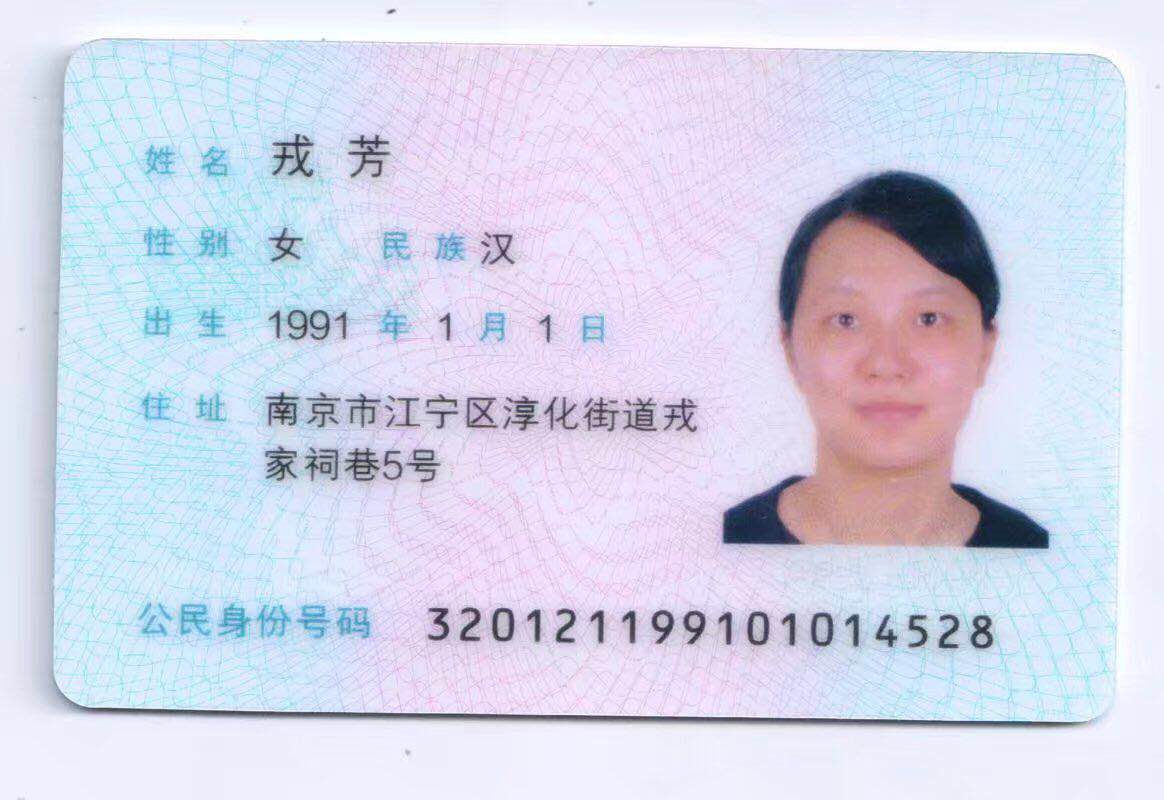 姓名 戎芳
性别 女 民族 汉
出生 1991 年 1 月 1 日
住址 南京市江宁区淳化街道戎
家祠巷5号
公民身份号码 320121199101014528